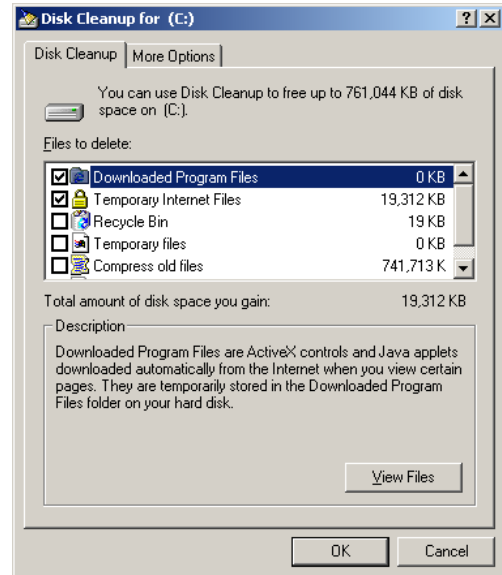 Disk Cleanup for (C:)
Disk Cleanup More Options
You can use Disk Cleanup to free up to 761,044 KB of disk
space on (C:).
Files to delete:
Downloaded Program Files 0 KB
Temporary Internet Files 19,312 KB
Recycle Bin 19 KB
Temporary files 0 KB
Compress old files 741,713 K
Total amount of disk space you gain: 19,312 KB
Description
Downloaded Program Files are ActiveX controls and Java applets
downloaded automatically from the Internet when you view certain
pages. They are temporarily stored in the Downloaded Program
Files folder on your hard disk.
View Files
OK Cancel